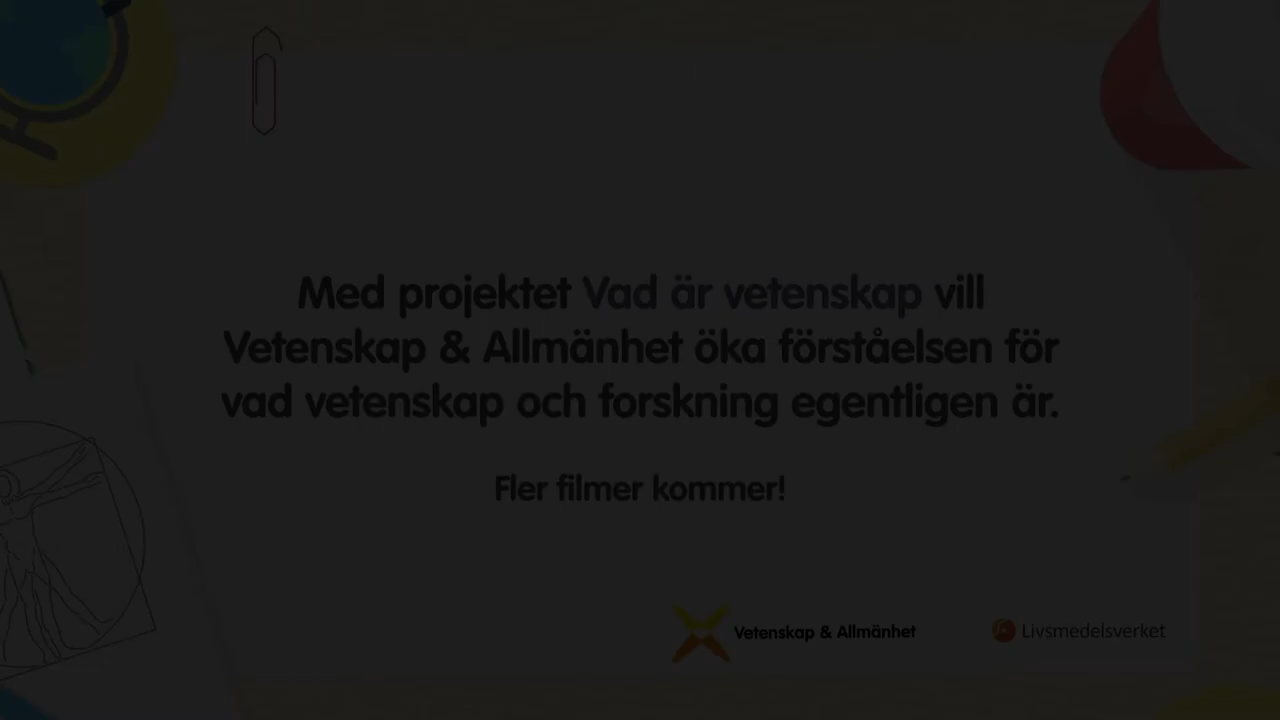 Med projektet Vad är vetenskap vill
Vetenskap & Allmänhet öka förståelsen för
vad vetenskap och forskning egentligen är.
Fler filmer kommer!
Vetenskap & Allmänhet
Livsmedelsverket